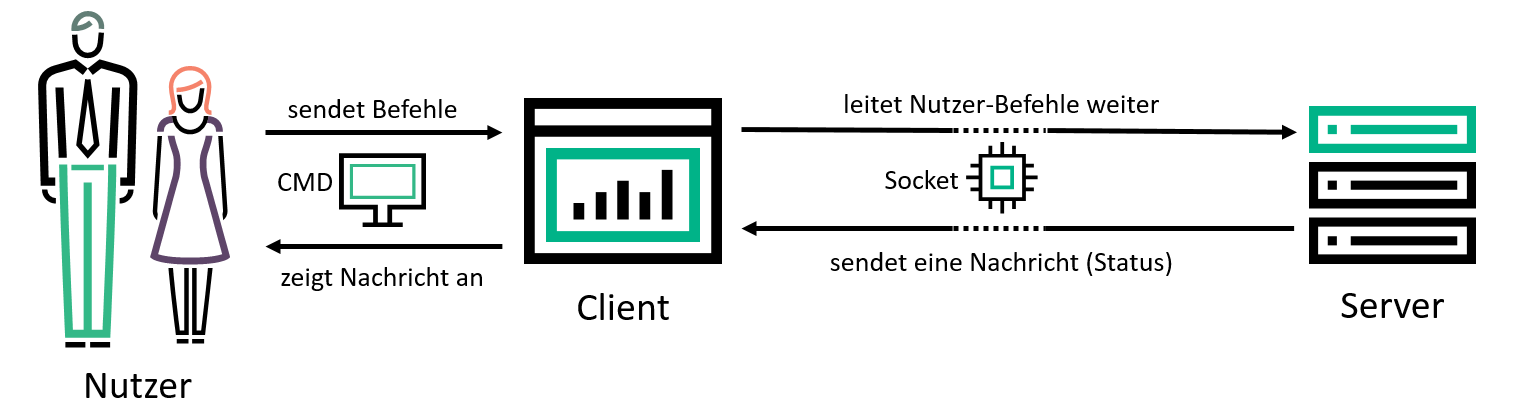 sendet Befehle
CMD
zeigt Nachricht an
Nutzer
Client
leitet Nutzer-Befehle weiter
Socket
sendet eine Nachricht (Status)
Server